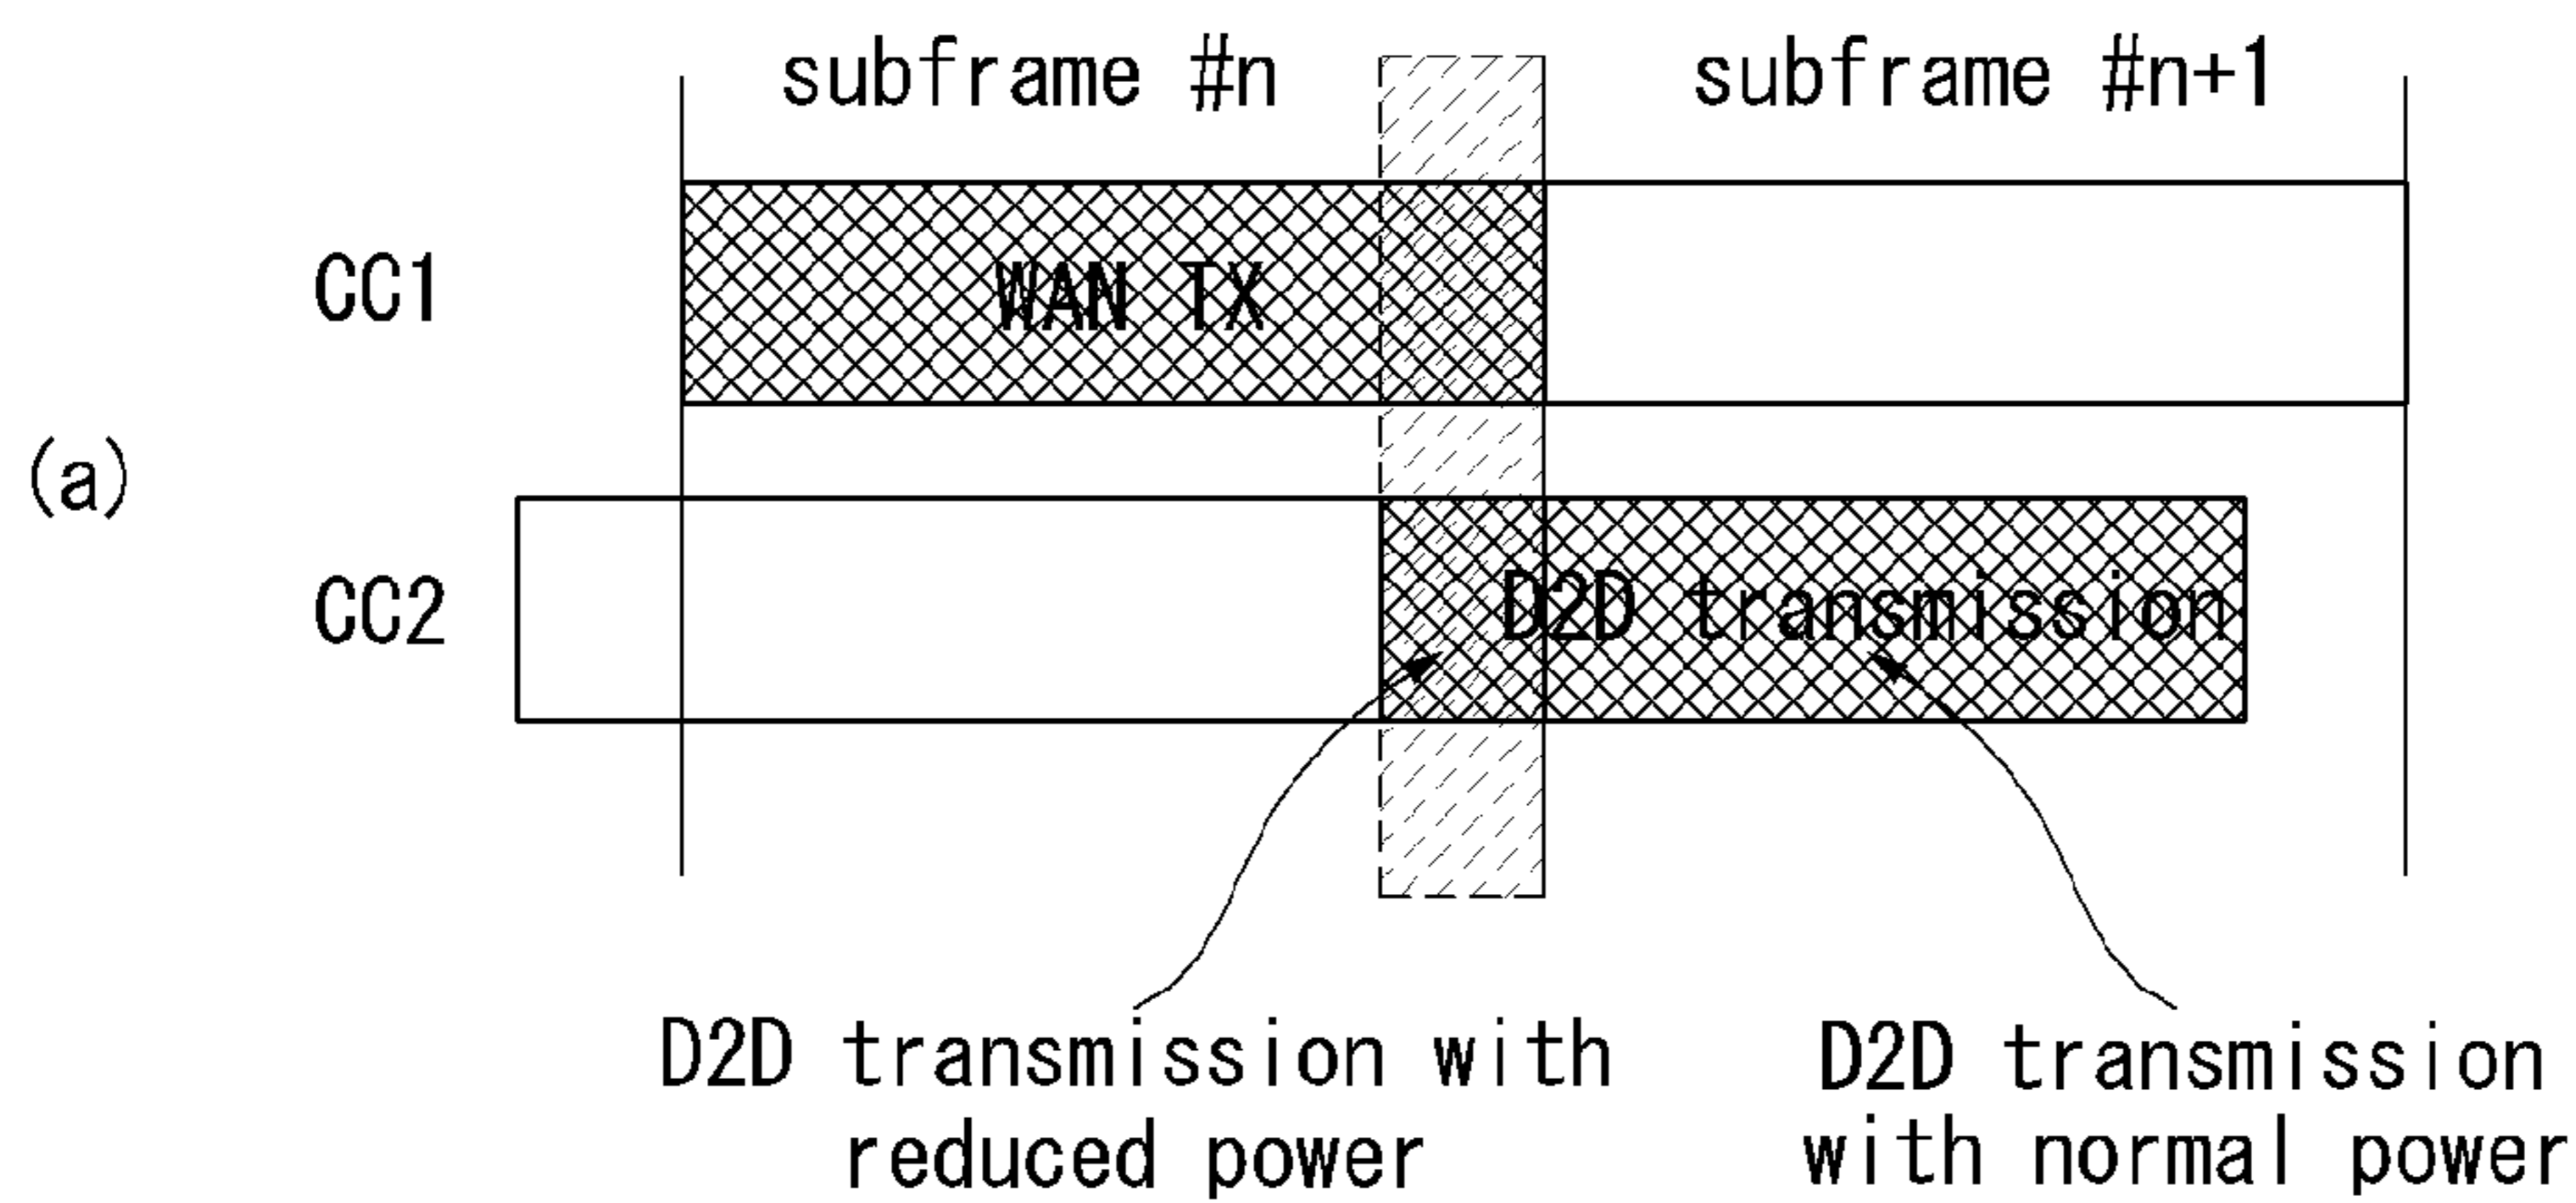 subframe #n
subframe #n+1
CC1
WAN TX
(a)
CC2
D2D transmission
D2D transmission with
reduced power
D2D transmission
with normal power